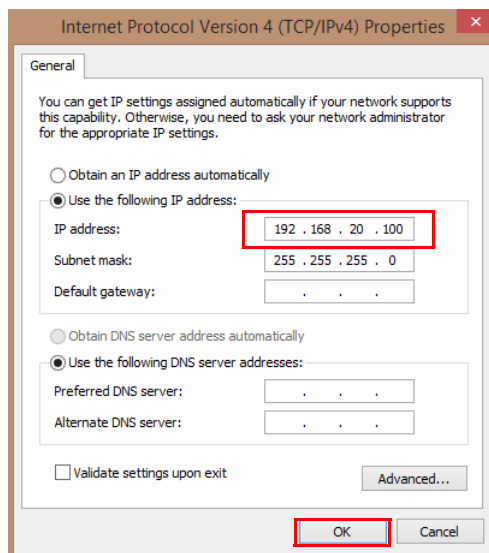 Internet Protocol Version 4 (TCP/IPv4) Properties
×
General
You can get IP settings assigned automatically if your network supports
this capability. Otherwise, you need to ask your network administrator
for the appropriate IP settings.
Obtain an IP address automatically
Use the following IP address:
IP address: 192 . 168 . 20 . 100
Subnet mask: 255 . 255 . 255 . 0
Default gateway: . . .
Obtain DNS server address automatically
Use the following DNS server addresses:
Preferred DNS server: . . .
Alternate DNS server: . . .
Validate settings upon exit
Advanced...
OK Cancel